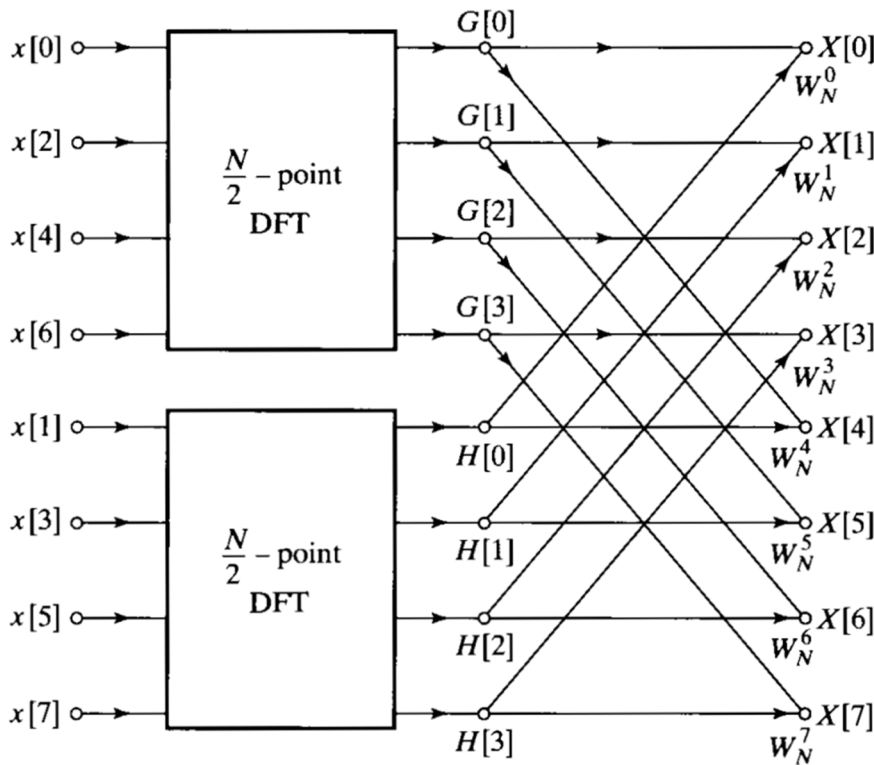 G[0]
x[0] X[0]
W_N^0
G[1]
x[2] X[1]
N/2 – point
DFT
W_N^1
G[2]
x[4] X[2]
W_N^2
G[3]
x[6] X[3]
W_N^3
x[1] X[4]
H[0] W_N^4
x[3] X[5]
N/2 – point
DFT
H[1] W_N^5
x[5] X[6]
H[2] W_N^6
x[7] X[7]
H[3] W_N^7